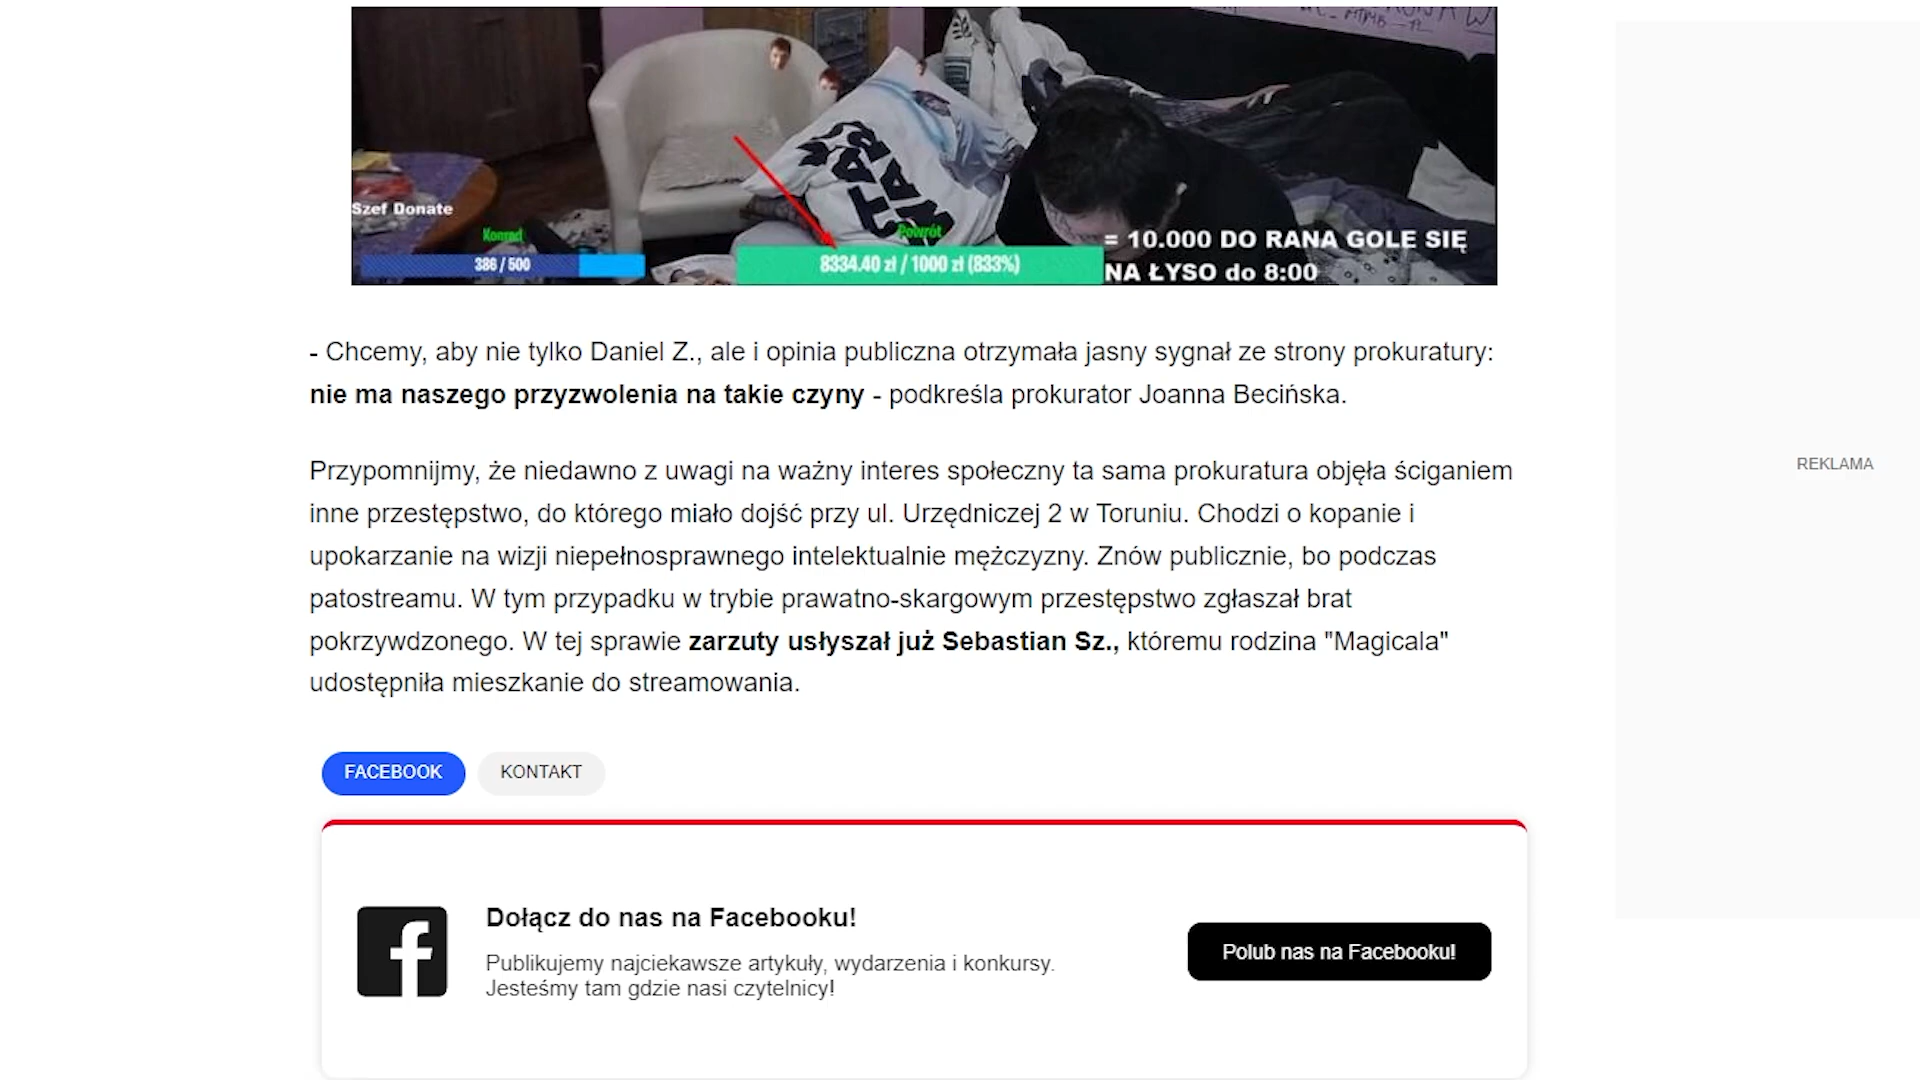 Szef Donate
Konrad
386 / 500
Powrót
8334.40 zł / 1000 zł (833%)
= 10.000 DO RANA GOLE SIĘ
NA ŁYSO do 8:00
- Chcemy, aby nie tylko Daniel Z., ale i opinia publiczna otrzymała jasny sygnał ze strony prokuratury:
nie ma naszego przyzwolenia na takie czyny - podkreśla prokurator Joanna Becińska.
Przypomnijmy, że niedawno z uwagi na ważny interes społeczny ta sama prokuratura objęła ściganiem
inne przestępstwo, do którego miało dojść przy ul. Urzędniczej 2 w Toruniu. Chodzi o kopanie i
upokarzanie na wizji niepełnosprawnego intelektualnie mężczyzny. Znów publicznie, bo podczas
patostreamu. W tym przypadku w trybie prawatno-skargowym przestępstwo zgłaszał brat
pokrzywdzonego. W tej sprawie zarzuty usłyszał już Sebastian Sz., któremu rodzina "Magicala"
udostępniła mieszkanie do streamowania.
REKLAMA
FACEBOOK
KONTAKT
Dołącz do nas na Facebooku!
Publikujemy najciekawsze artykuły, wydarzenia i konkursy.
Jesteśmy tam gdzie nasi czytelnicy!
Polub nas na Facebooku!